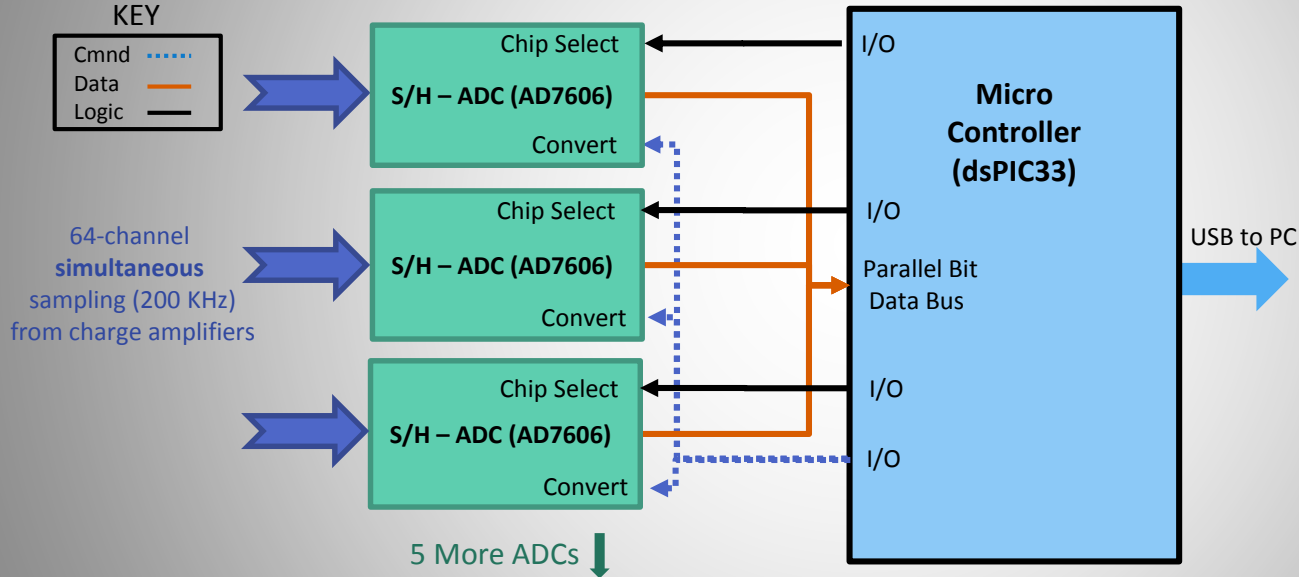 KEY
Cmnd
Data
Logic
64-channel
simultaneous
sampling (200 KHz)
from charge amplifiers
Chip Select
S/H – ADC (AD7606)
Convert
Chip Select
S/H – ADC (AD7606)
Convert
Chip Select
S/H – ADC (AD7606)
Convert
5 More ADCs
I/O
Micro
Controller
(dsPIC33)
I/O
Parallel Bit
Data Bus
I/O
I/O
USB to PC